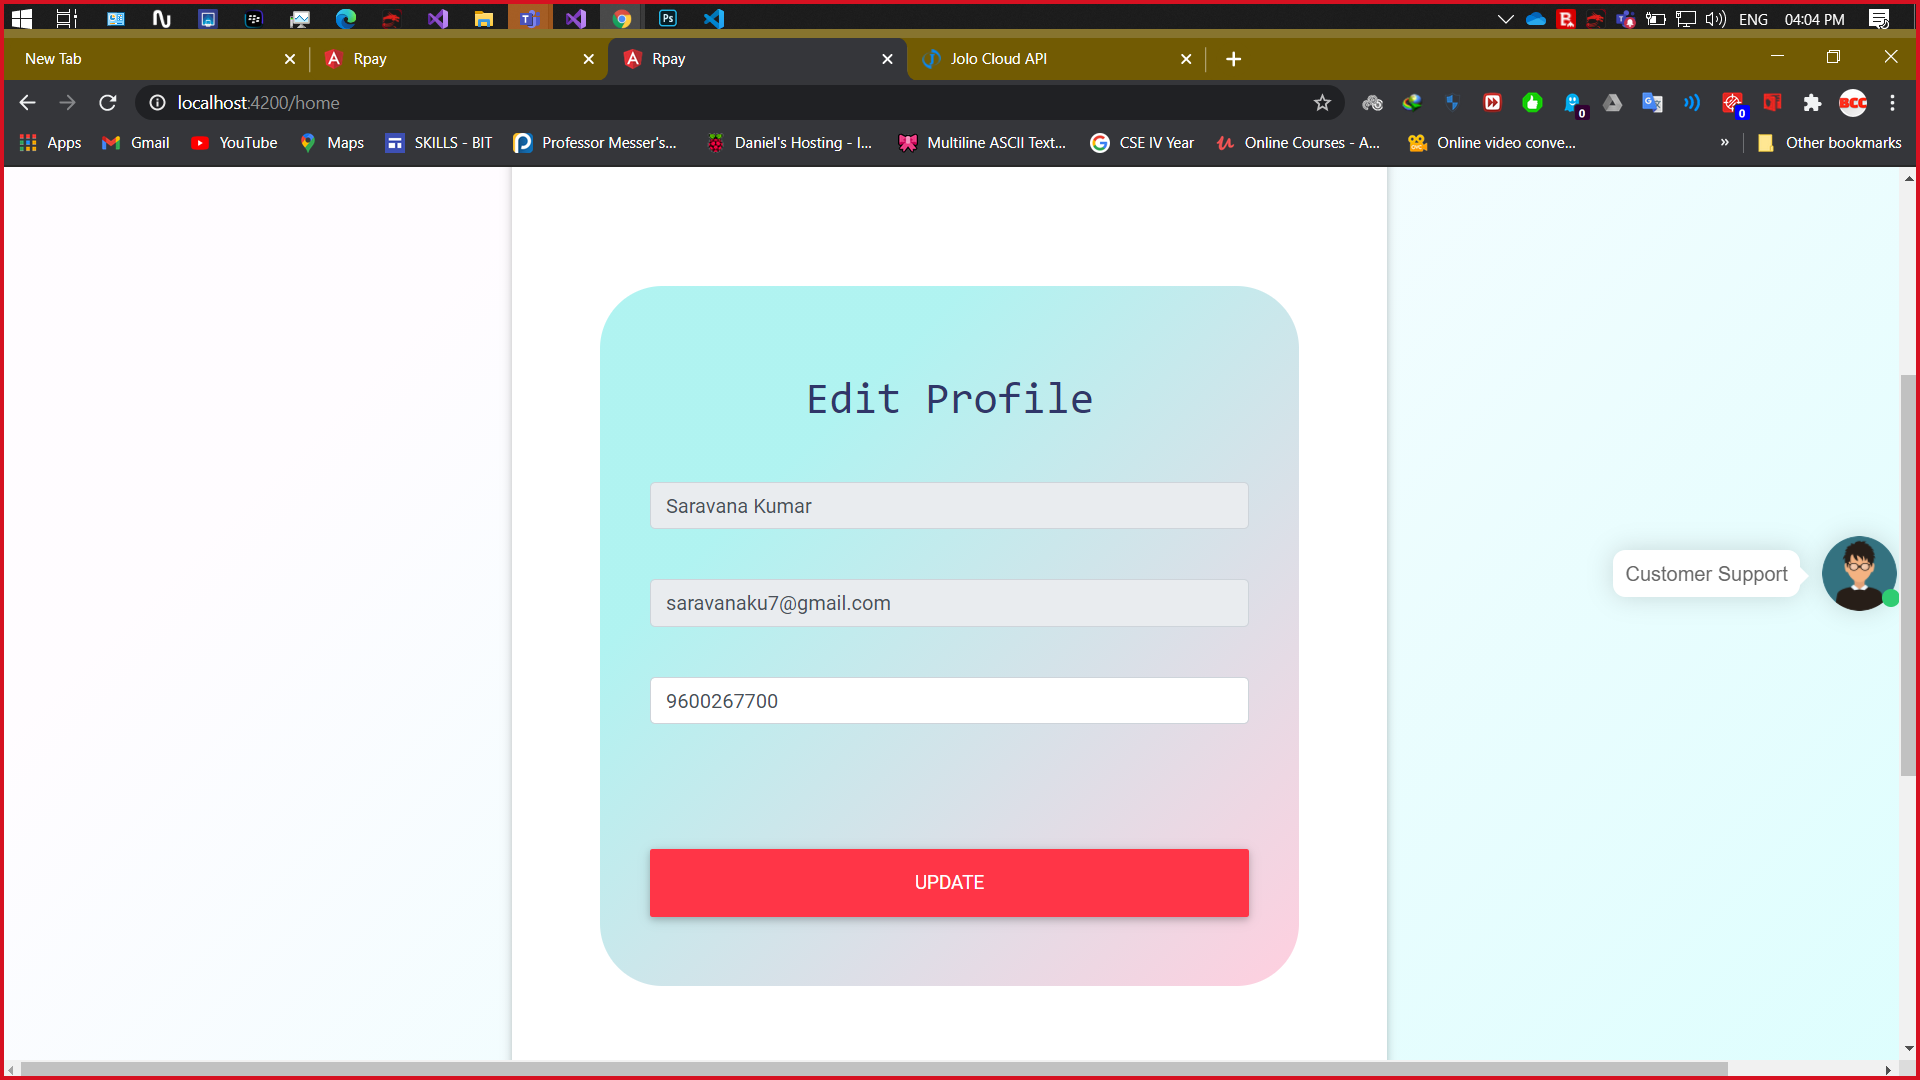 ENG 04:04 PM
New Tab Rpay Rpay Jolo Cloud API
localhost:4200/home
Apps Gmail YouTube Maps SKILLS - BIT Professor Messer's... Daniel's Hosting - I... Multiline ASCII Text... CSE IV Year Online Courses - A... Online video conve... » Other bookmarks
Edit Profile
Saravana Kumar
saravanaku7@gmail.com
9600267700
UPDATE
Customer Support